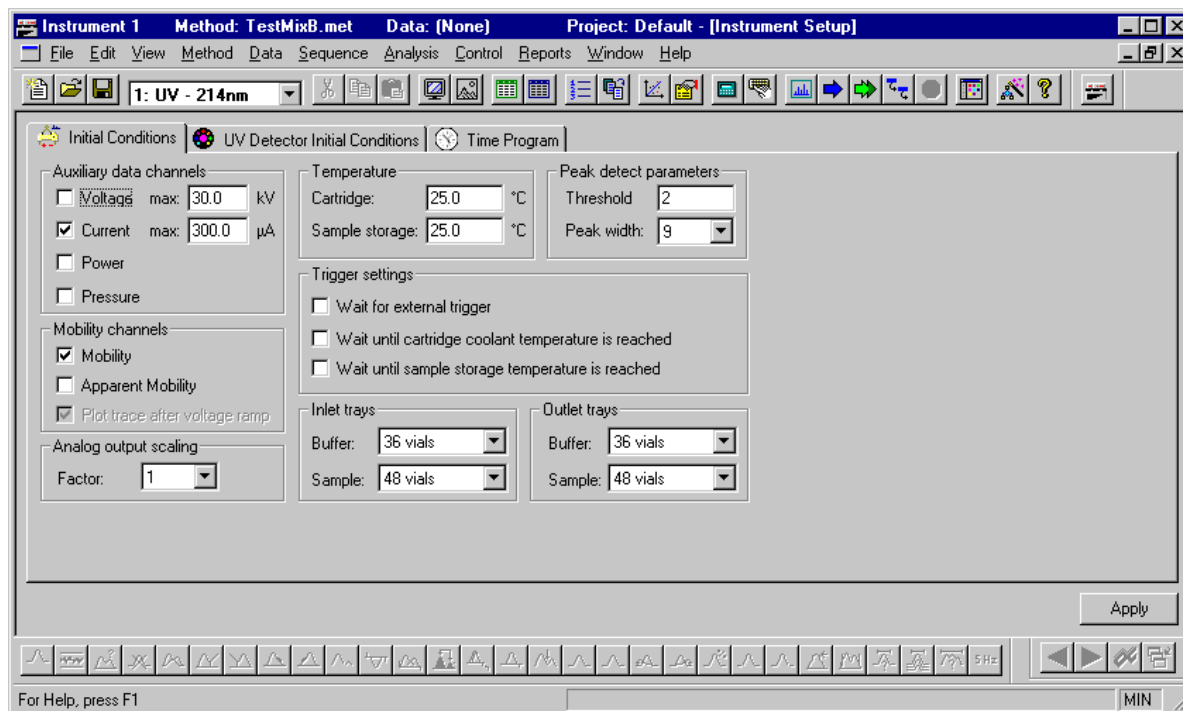 Instrument 1 Method: TestMixB.met Data: (None) Project: Default - [Instrument Setup]
File Edit View Method Data Sequence Analysis Control Reports Window Help
1: UV - 214nm
Initial Conditions UV Detector Initial Conditions Time Program
Auxiliary data channels
Voltage max: 30.0 kV
Current max: 300.0 µA
Power
Pressure
Mobility channels
Mobility
Apparent Mobility
Plot trace after voltage ramp
Analog output scaling
Factor: 1
Temperature
Cartridge: 25.0 °C
Sample storage: 25.0 °C
Peak detect parameters
Threshold 2
Peak width: 9
Trigger settings
Wait for external trigger
Wait until cartridge coolant temperature is reached
Wait until sample storage temperature is reached
Inlet trays
Buffer: 36 vials
Sample: 48 vials
Outlet trays
Buffer: 36 vials
Sample: 48 vials
Apply
5 Hz
For Help, press F1
MIN